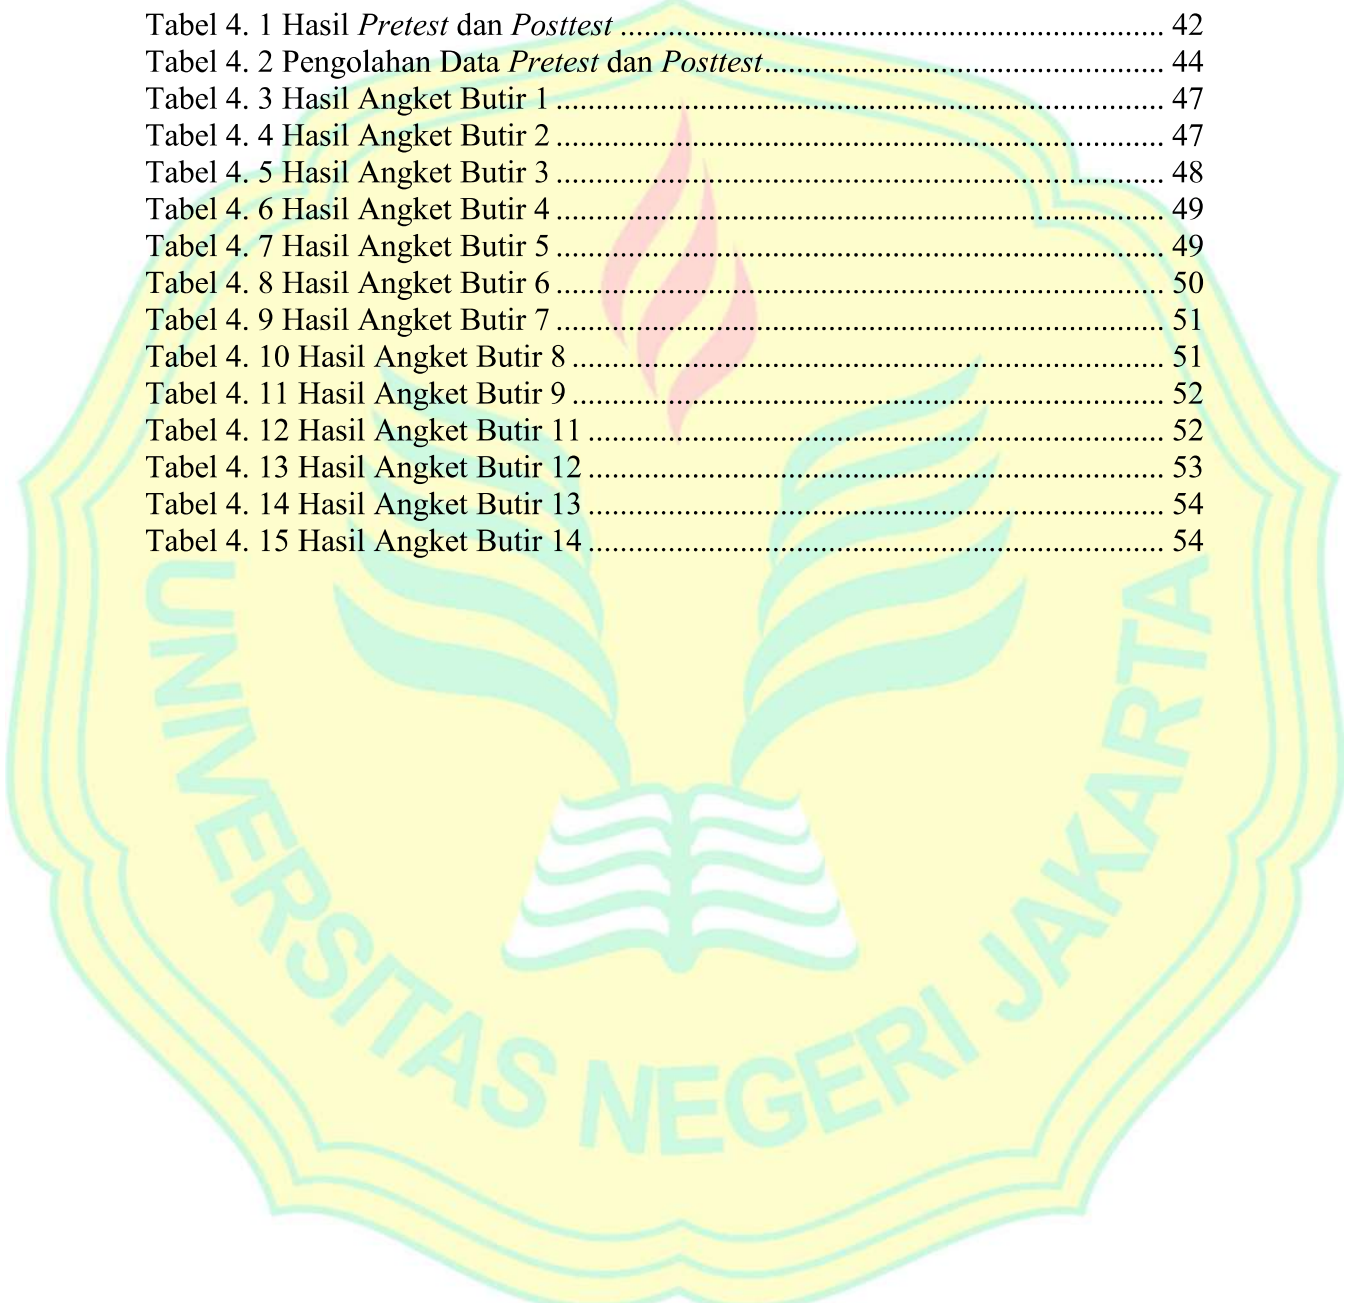 Tabel 4. 1 Hasil Pretest dan Posttest .................................................................. 42
Tabel 4. 2 Pengolahan Data Pretest dan Posttest ................................................ 44
Tabel 4. 3 Hasil Angket Butir 1 .......................................................................... 47
Tabel 4. 4 Hasil Angket Butir 2 .......................................................................... 47
Tabel 4. 5 Hasil Angket Butir 3 .......................................................................... 48
Tabel 4. 6 Hasil Angket Butir 4 .......................................................................... 49
Tabel 4. 7 Hasil Angket Butir 5 .......................................................................... 49
Tabel 4. 8 Hasil Angket Butir 6 .......................................................................... 50
Tabel 4. 9 Hasil Angket Butir 7 .......................................................................... 51
Tabel 4. 10 Hasil Angket Butir 8 ........................................................................ 51
Tabel 4. 11 Hasil Angket Butir 9 ........................................................................ 52
Tabel 4. 12 Hasil Angket Butir 11 ...................................................................... 52
Tabel 4. 13 Hasil Angket Butir 12 ...................................................................... 53
Tabel 4. 14 Hasil Angket Butir 13 ...................................................................... 54
Tabel 4. 15 Hasil Angket Butir 14 ...................................................................... 54
UNIVERSITAS NEGERI JAKARTA